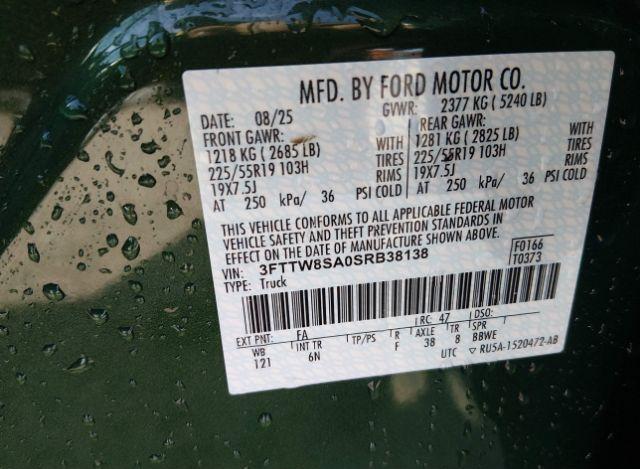 MFD. BY FORD MOTOR CO.
DATE: 08/25 GVWR: 2377 KG ( 5240 LB)
FRONT GAWR: REAR GAWR:
1218 KG ( 2685 LB) WITH 1281 KG ( 2825 LB) WITH
225/55R19 103H TIRES 225/55R19 103H TIRES
19X7.5J RIMS 19X7.5J RIMS
AT 250 kPa/ 36 PSI COLD AT 250 kPa/ 36 PSI COLD
THIS VEHICLE CONFORMS TO ALL APPLICABLE FEDERAL MOTOR
VEHICLE SAFETY AND THEFT PREVENTION STANDARDS IN
EFFECT ON THE DATE OF MANUFACTURE SHOWN ABOVE.
VIN: 3FTTW8SA0SRB38138 F0166
TYPE: Truck T0373
EXT PNT: FA RC: 47 DSO:
WB INT TR TP/PS R AXLE TR SPR
121 6N F 38 8 BBWE
UTC ▽ RU5A-1520472-AB